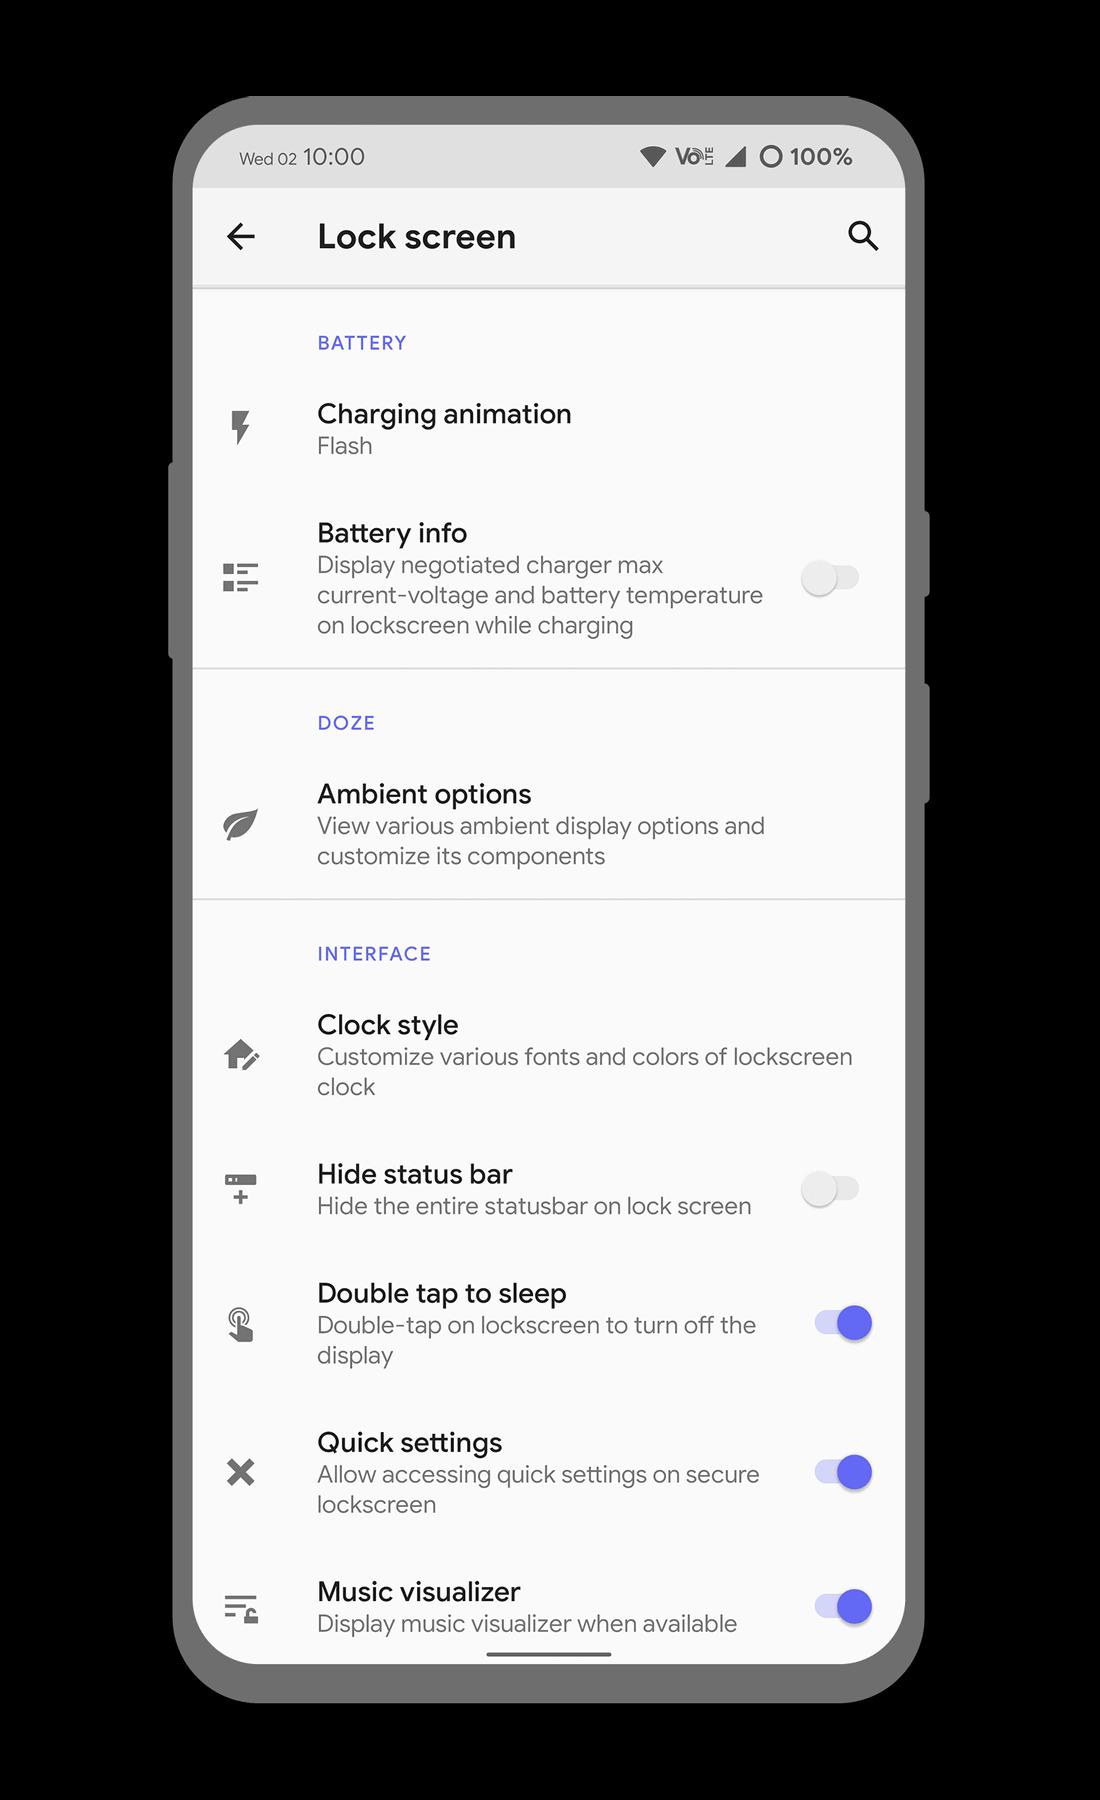 Wed 02 10:00
Vo LTE 100%
Lock screen
BATTERY
Charging animation
Flash
Battery info
Display negotiated charger max
current-voltage and battery temperature
on lockscreen while charging
DOZE
Ambient options
View various ambient display options and
customize its components
INTERFACE
Clock style
Customize various fonts and colors of lockscreen
clock
Hide status bar
Hide the entire statusbar on lock screen
Double tap to sleep
Double-tap on lockscreen to turn off the
display
Quick settings
Allow accessing quick settings on secure
lockscreen
Music visualizer
Display music visualizer when available